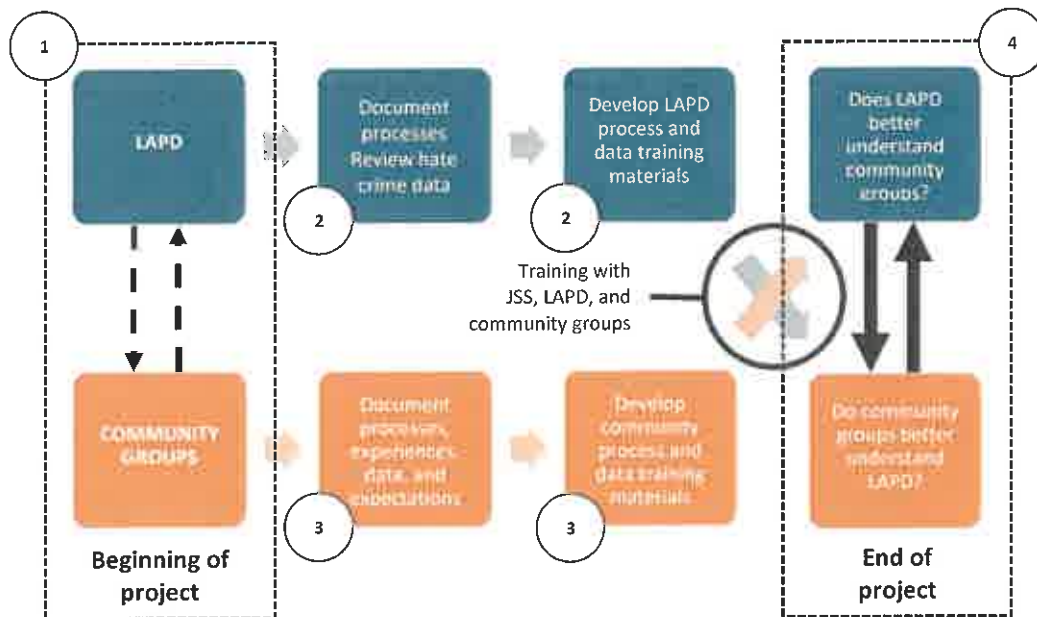 1
4
LAPD
Document
processes
Review hate
crime data
2
Develop LAPD
process and
data training
materials
2
Does LAPD
better
understand
community
groups?
Training with
JSS, LAPD, and
community groups
COMMUNITY
GROUPS
Document
processes,
experiences,
data, and
expectations
3
Develop
community
process and
data training
materials
3
Do community
groups better
understand
LAPD?
Beginning of
project
End of
project